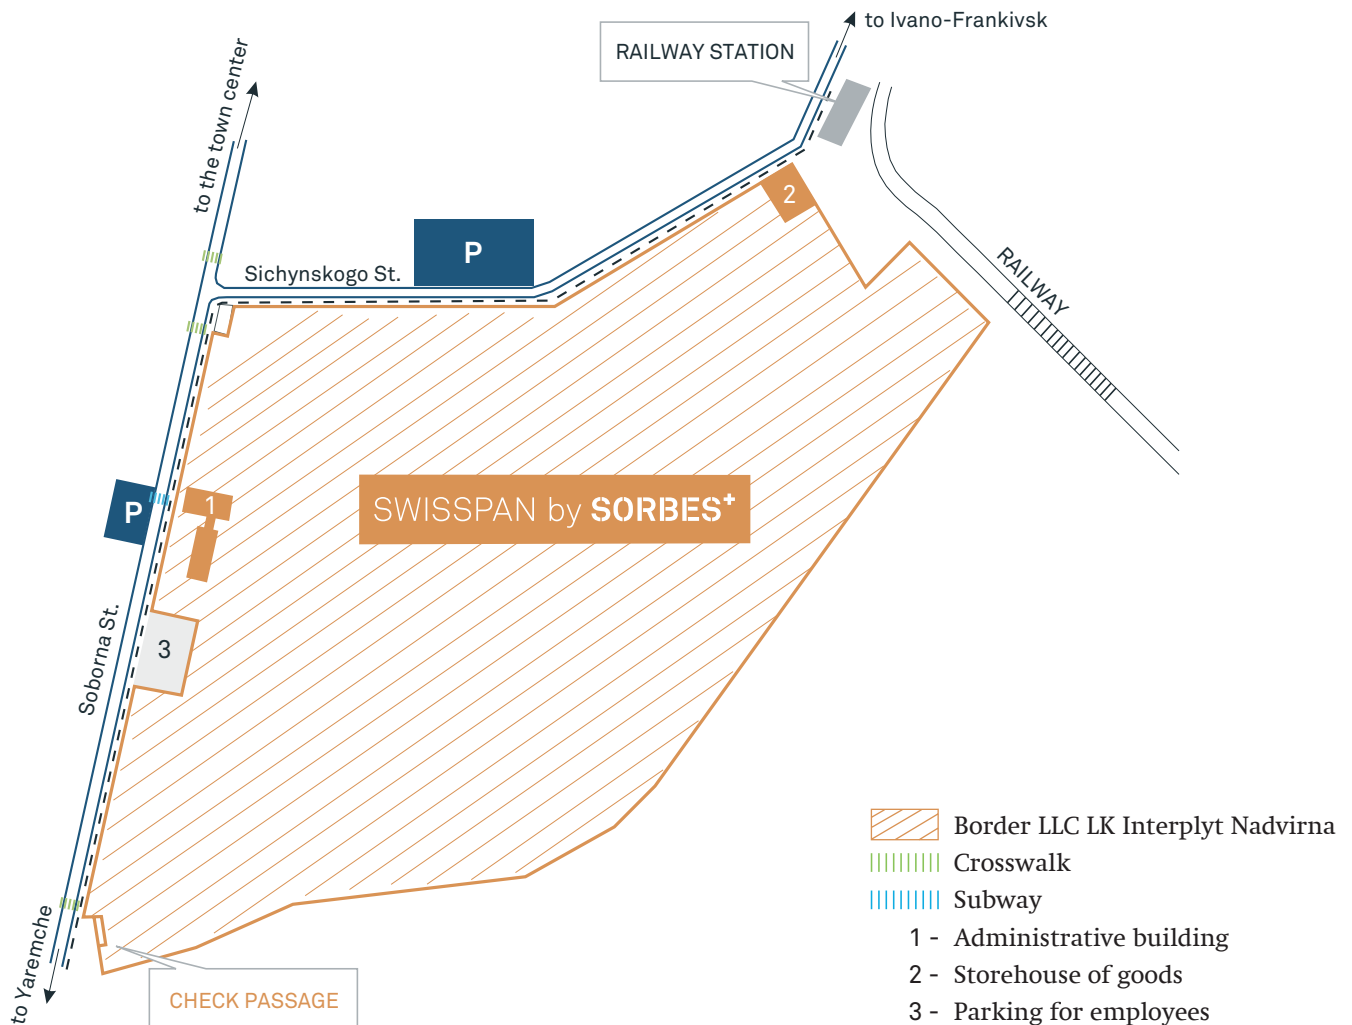 to Ivano-Frankivsk
RAILWAY STATION
to the town center
2
P
Sichynskogo St.
RAILWAY
P
1
SWISSPAN by SORBES+
Soborna St.
3
Border LLC LK Interplyt Nadvirna
Crosswalk
Subway
1 - Administrative building
2 - Storehouse of goods
3 - Parking for employees
to Yaremche
CHECK PASSAGE